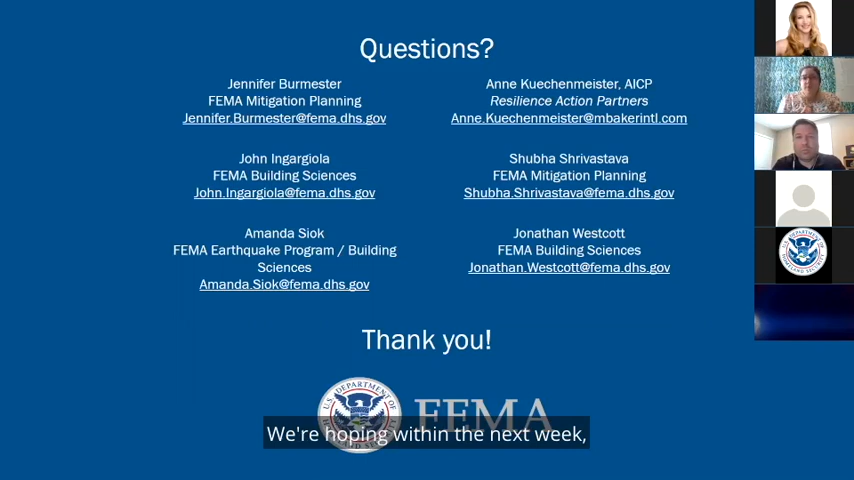 Questions?
Jennifer Burmester
FEMA Mitigation Planning
Jennifer.Burmester@fema.dhs.gov
Anne Kuechenmeister, AICP
Resilience Action Partners
Anne.Kuechenmeister@mbakerintl.com
John Ingargiola
FEMA Building Sciences
John.Ingargiola@fema.dhs.gov
Shubha Shrivastava
FEMA Mitigation Planning
Shubha.Shrivastava@fema.dhs.gov
Amanda Siok
FEMA Earthquake Program / Building
Sciences
Amanda.Siok@fema.dhs.gov
Jonathan Westcott
FEMA Building Sciences
Jonathan.Westcott@fema.dhs.gov
Thank you!
U.S. DEPARTMENT OF
FEMA
We're hoping within the next week,